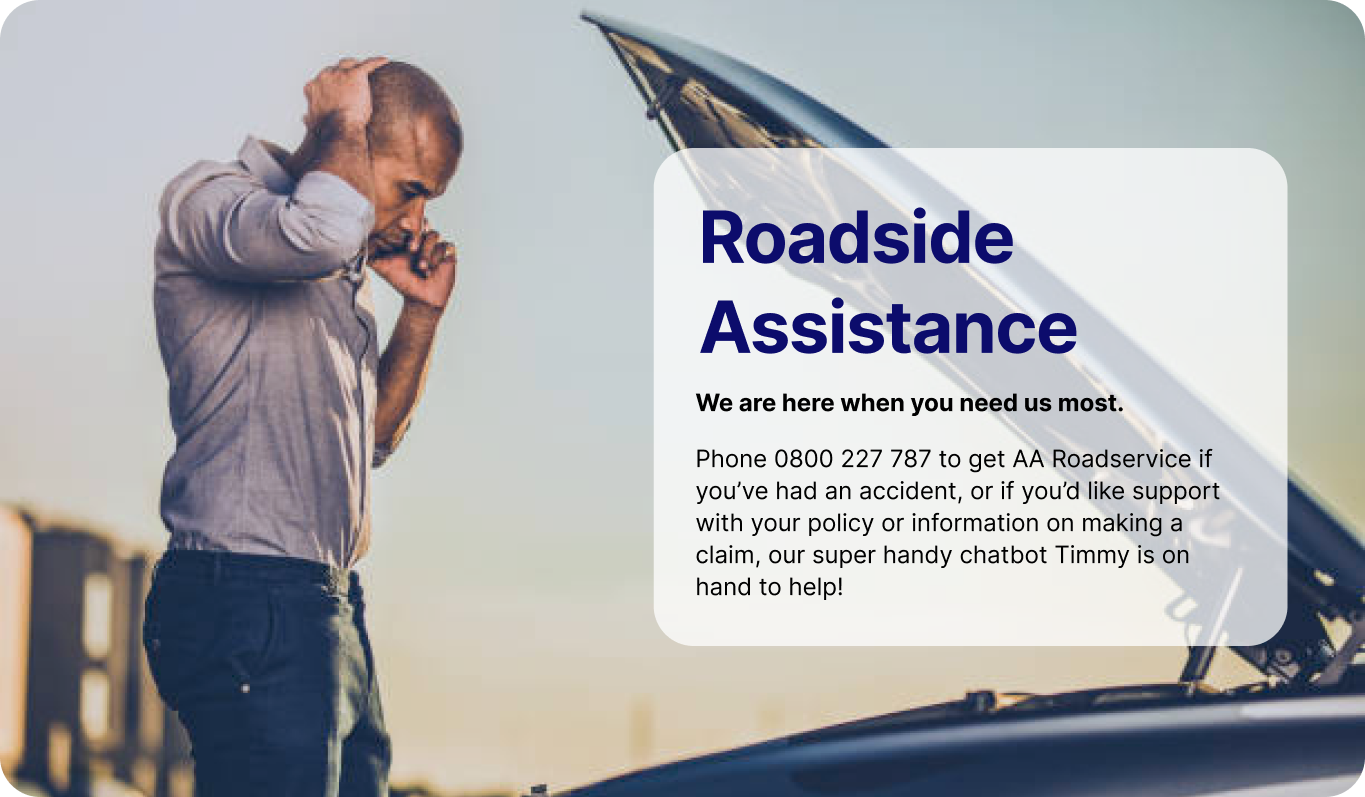 Roadside
Assistance
We are here when you need us most.
Phone 0800 227 787 to get AA Roadservice if
you’ve had an accident, or if you’d like support
with your policy or information on making a
claim, our super handy chatbot Timmy is on
hand to help!